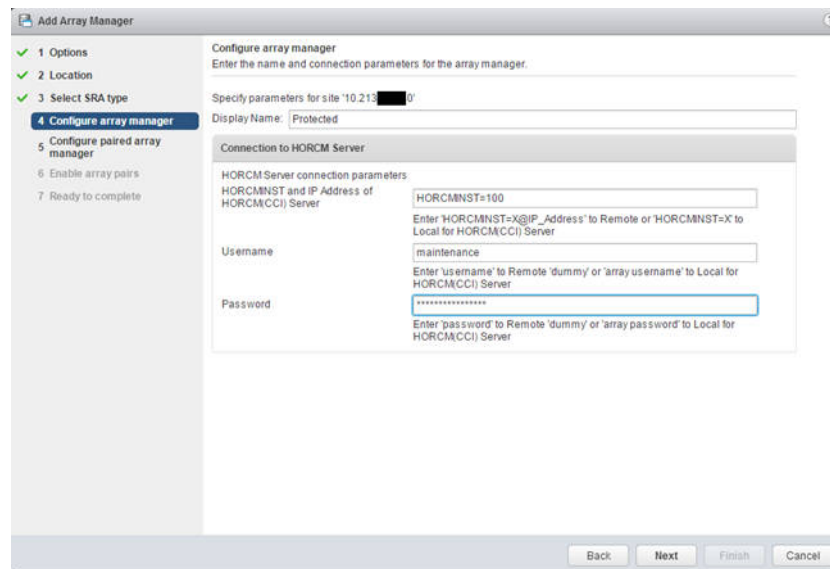 Add Array Manager
1 Options
2 Location
3 Select SRA type
4 Configure array manager
5 Configure paired array
manager
6 Enable array pairs
7 Ready to complete
Configure array manager
Enter the name and connection parameters for the array manager.
Specify parameters for site '10.213 0'
Display Name: Protected
Connection to HORCM Server
HORCM Server connection parameters
HORCMINST and IP Address of
HORCM(CCI) Server
HORCMINST=100
Enter 'HORCMINST=X@IP_Address' to Remote or 'HORCMINST=X' to
Local for HORCM(CCI) Server
Username
maintenance
Enter 'username' to Remote 'dummy' or 'array username' to Local for
HORCM(CCI) Server
Password
****************
Enter 'password' to Remote 'dummy' or 'array password' to Local for
HORCM(CCI) Server
Back Next Finish Cancel